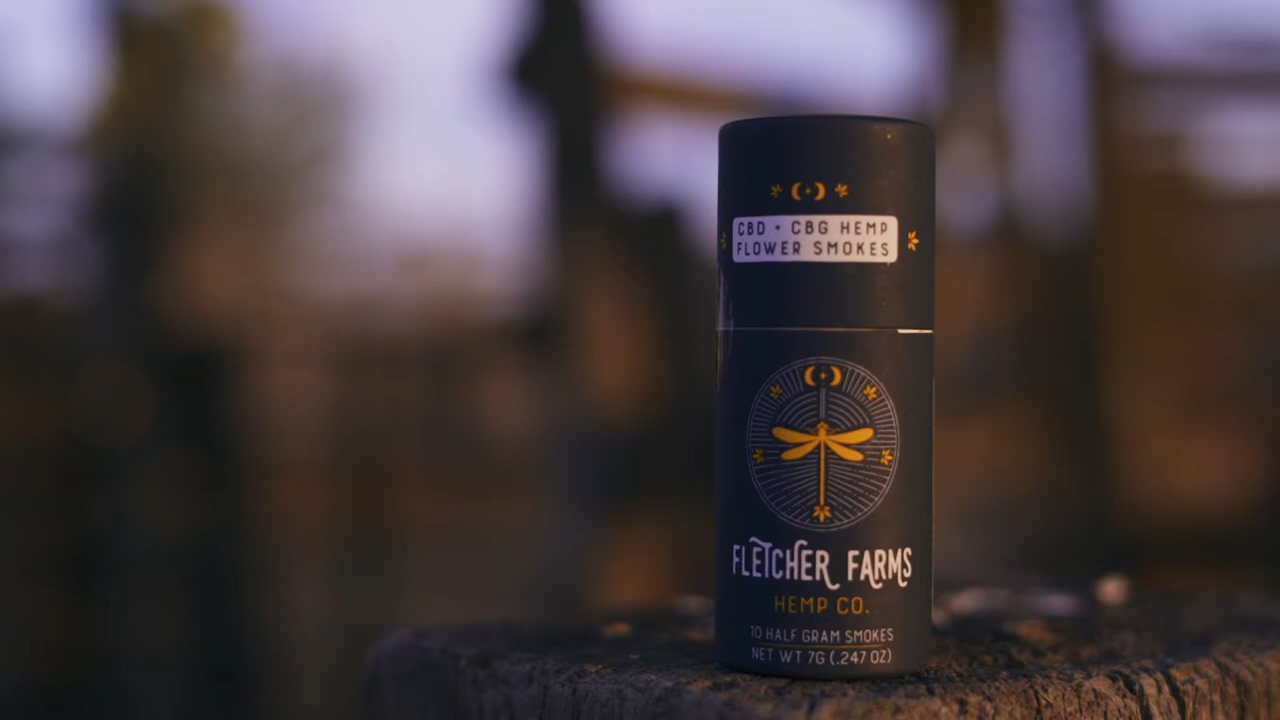 CBD + CBG HEMP
FLOWER SMOKES
FLETCHER FARMS
HEMP CO.
10 HALF GRAM SMOKES
NET WT 7G (.247 OZ)